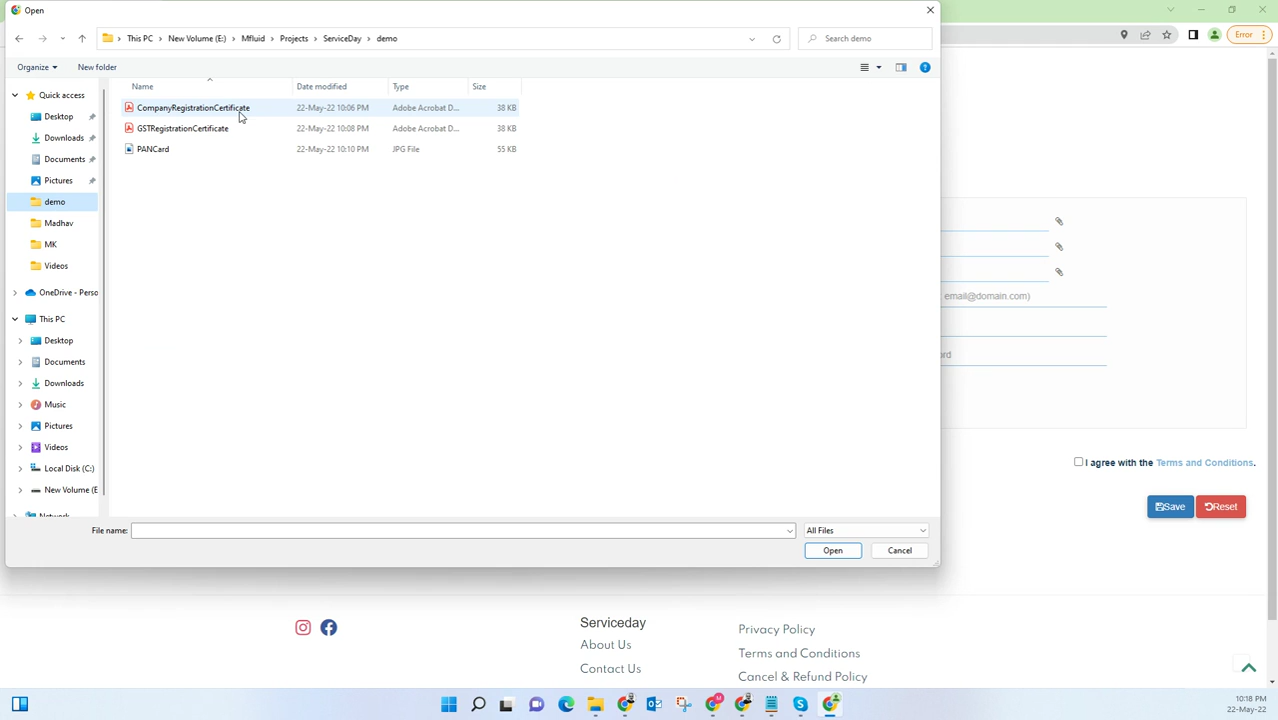 Open
Error
This PC > New Volume (E:) > Mfluid > Projects > ServiceDay > demo
Search demo
Organize
New folder
Name
Date modified
Type
Size
CompanyRegistrationCertificate
22-May-22 10:06 PM
Adobe Acrobat D...
38 KB
GSTRegistrationCertificate
22-May-22 10:08 PM
Adobe Acrobat D...
38 KB
PANCard
22-May-22 10:10 PM
JPG File
55 KB
Quick access
Desktop
Downloads
Documents
Pictures
demo
Madhav
MK
Videos
OneDrive - Perso
This PC
Desktop
Documents
Downloads
Music
Pictures
Videos
Local Disk (C:)
New Volume (E
Network
File name:
All Files
Open
Cancel
email@domain.com)
ord
I agree with the Terms and Conditions.
Save
Reset
Serviceday
About Us
Contact Us
Privacy Policy
Terms and Conditions
Cancel & Refund Policy
10:18 PM
22-May-22